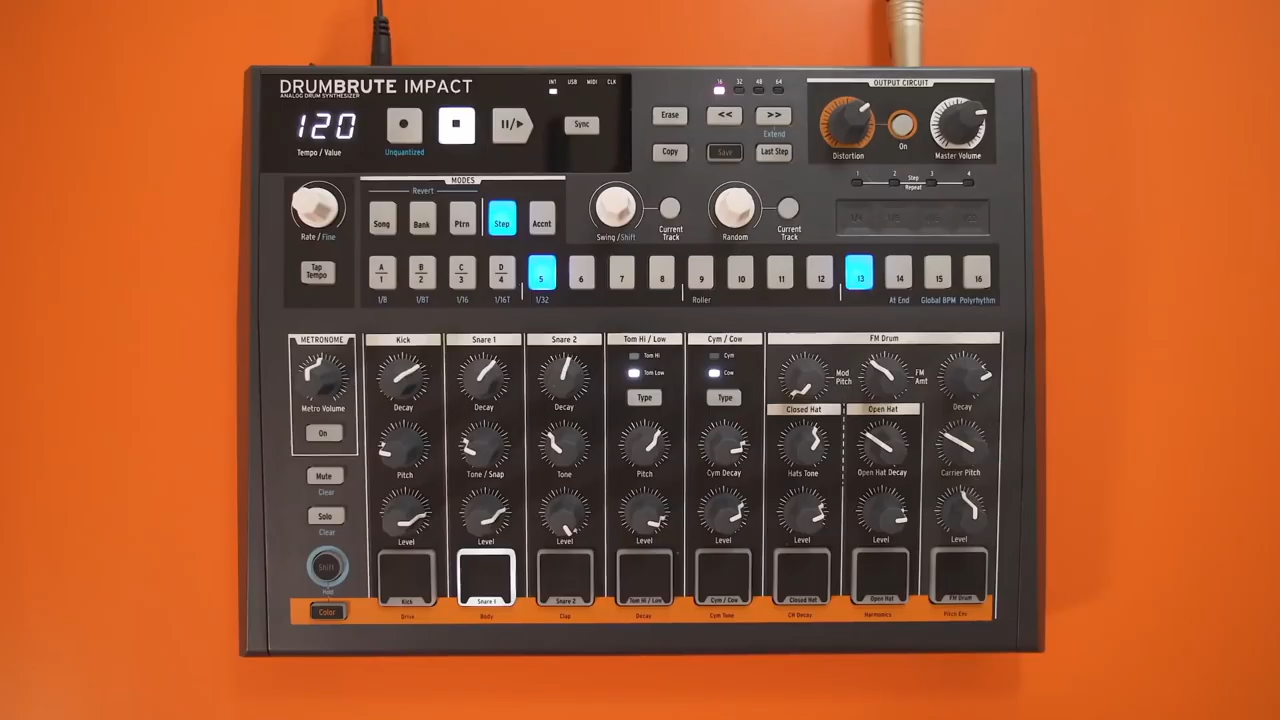 DRUMBRUTE IMPACT
ANALOG DRUM SYNTHESIZER
INT USB MIDI CLK
120
Tempo / Value
Unquantized
Sync
16 32 48 64
Erase << >>
Extend
Copy Save Last Step
OUTPUT CIRCUIT
Distortion On Master Volume
1 2 3 4
Step Repeat
MODES
Revert
Song Bank Ptrn Step Accnt
Rate / Fine
Swing/Shift Current Track Random Current Track
Tap Tempo
A 1 B 2 C 3 D 4 5 6 7 8 9 10 11 12 13 14 15 16
1/8 1/8T 1/16 1/16T 1/32 Roller At End Global BPM Polyrhythm
METRONOME Kick Snare 1 Snare 2 Tom Hi / Low Cym / Cow FM Drum
Tom Hi Cym
Tom Low Cow
Mod Pitch FM Amt
Type Type
Metro Volume Decay Decay Decay Decay
Closed Hat Open Hat
On
Pitch Tone / Snap Tone Pitch Cym Decay Hats Tone Open Hat Decay Carrier Pitch
Mute
Clear
Solo
Clear
Level Level Level Level Level Level Level Level
Shift
Hold
Kick Snare 1 Snare 2 Tom Hi / Low Cym / Cow Closed Hat Open Hat FM Drum
Color Drive Body Clap Decay Cym Tone CH Decay Harmonics Pitch Env